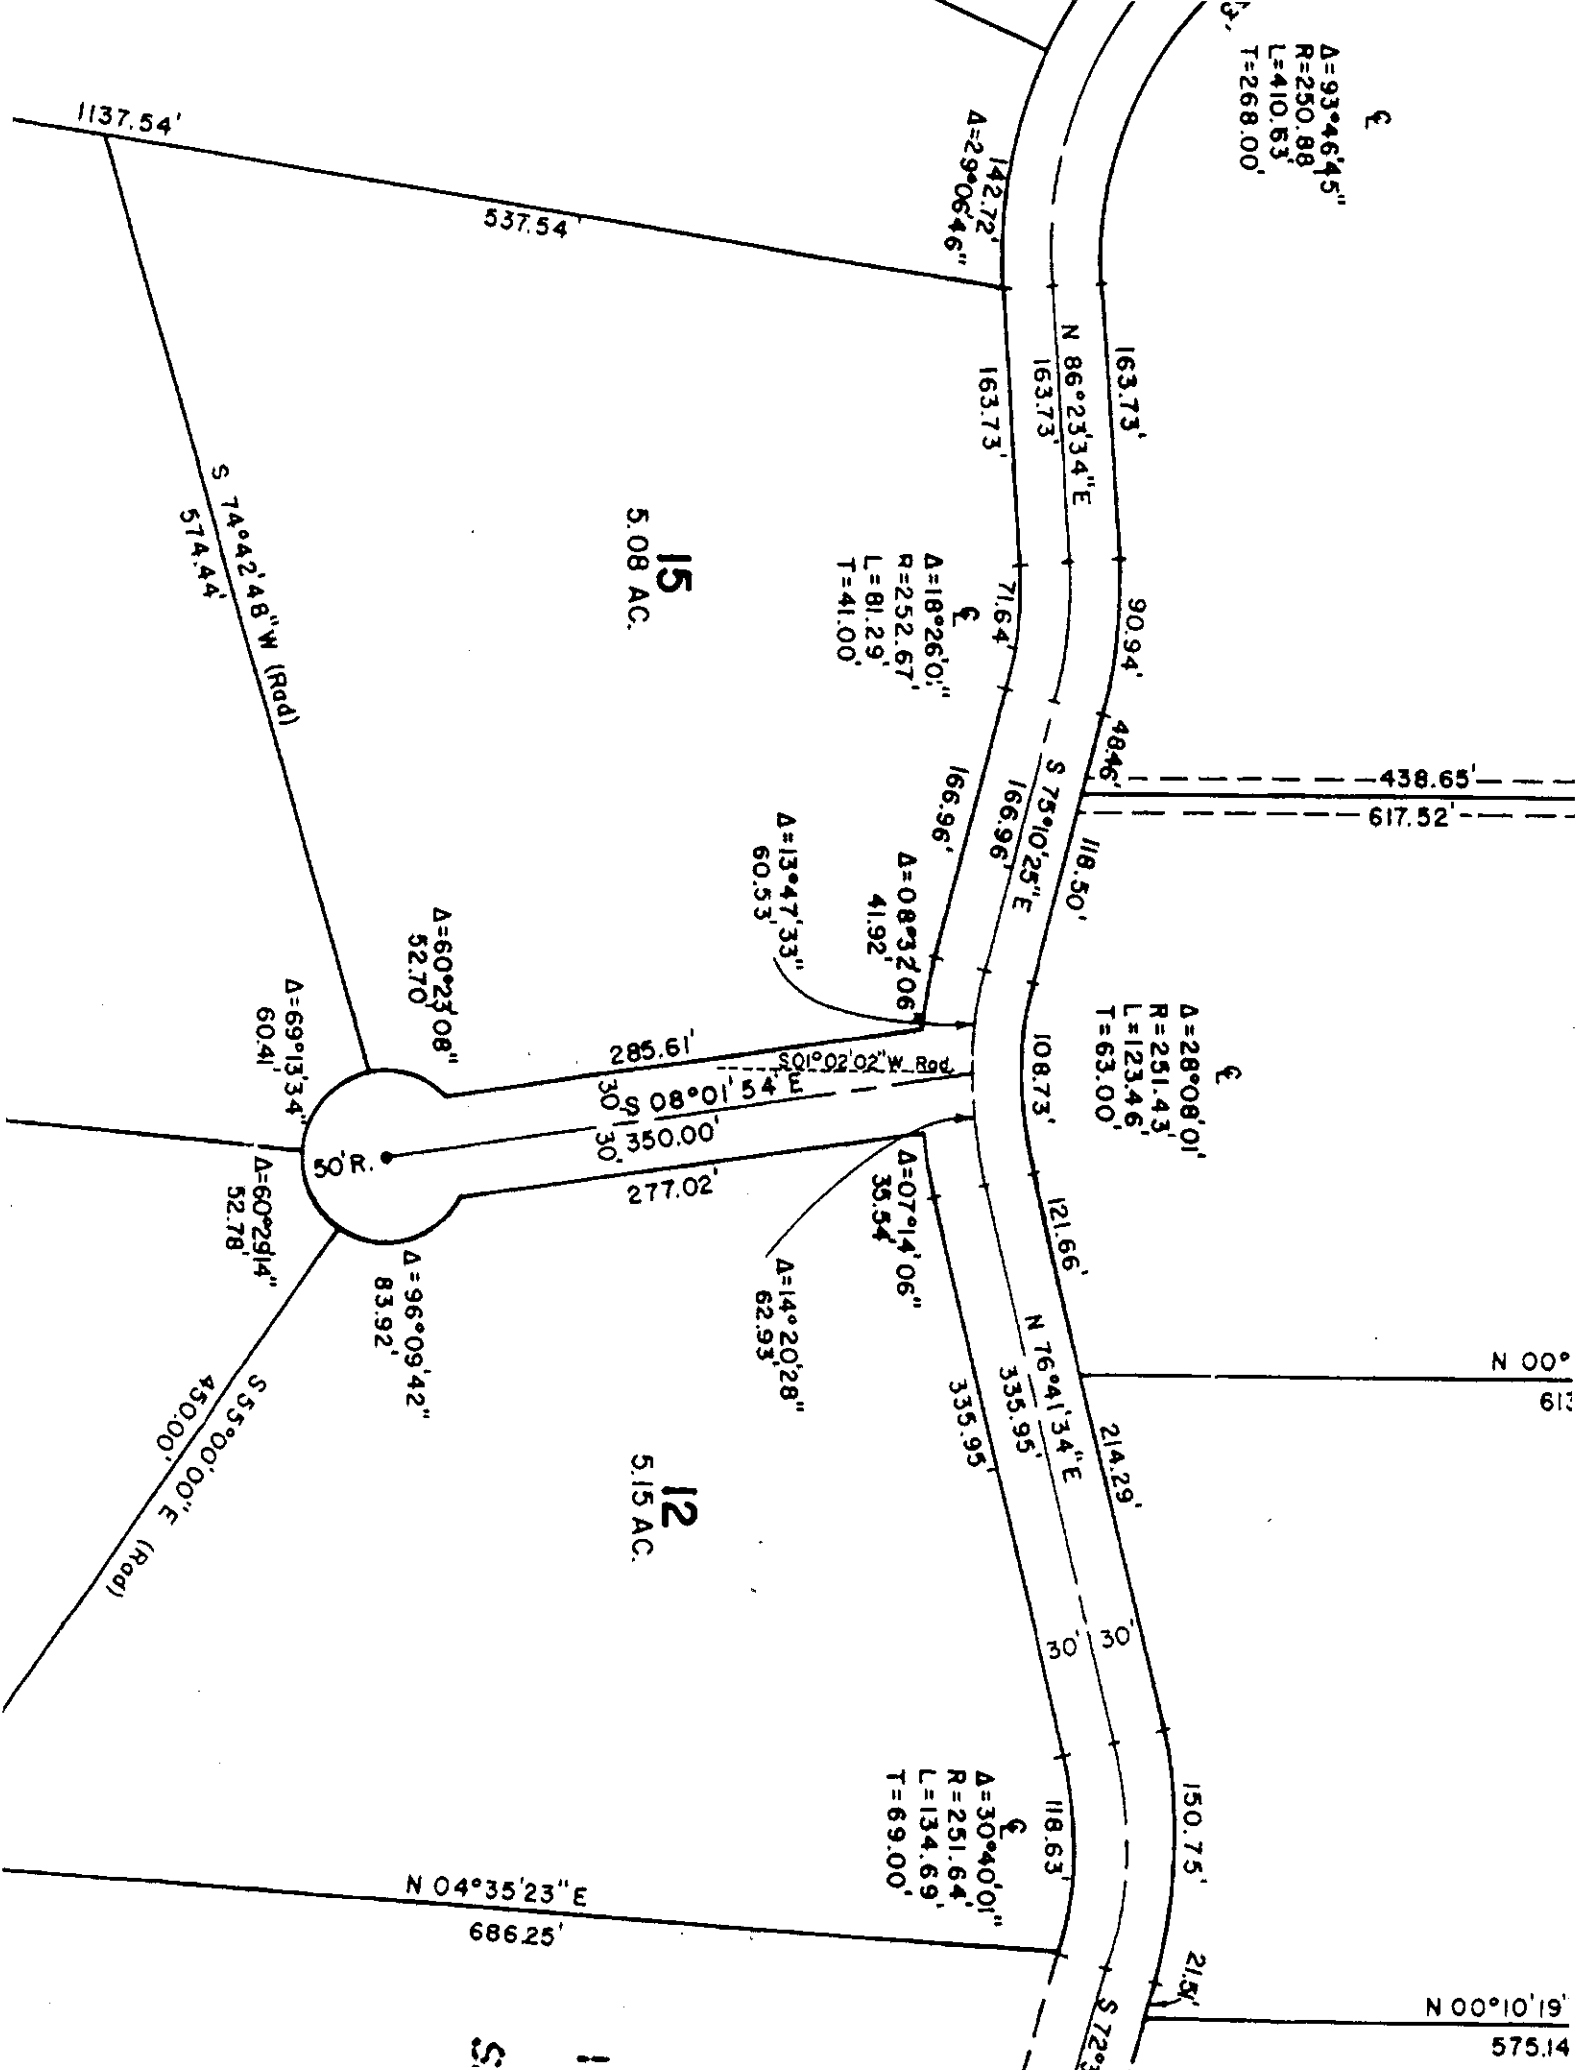 ℄
Δ=93°46'45"
R=250.88'
L=410.63'
T=268.00'
1137.54'
537.54'
142.72'
Δ=29°06'46"
163.73'
N 86°23'34"E
163.73'
163.73'
S 74°42'48"W (Rad)
574.44'
15
5.08 AC.
℄
R=252.67'
L=81.29'
T=41.00'
71.64'
90.94'
48.46'
438.65'
617.52'
118.50'
S 75°10'25"E
166.96'
166.96'
Δ=13°47'33"
60.53'
Δ=08°32'06"
41.92'
℄
Δ=28°08'01"
R=251.43'
L=123.46'
T=63.00'
108.73'
Δ=60°23'08"
52.70'
Δ=69°13'34"
60.41'
285.61'
S01°02'02"W Rad.
30'
S 08°01'54"E
350.00'
30'
277.02'
50'R.
Δ=60°29'14"
52.78'
Δ=96°09'42"
83.92'
Δ=07°14'06"
35.54'
Δ=14°20'28"
62.93'
121.66'
N 76°41'34"E
335.95'
335.95'
214.29'
N 00°
613
S 55°00'00"E (Rad)
450.00'
12
5.15 AC.
30'
30'
℄
Δ=30°40'01"
R=251.64'
L=134.69'
T=69.00'
118.63'
150.75'
21.51'
N 04°35'23"E
686.25'
N 00°10'19"
575.14
S 72°